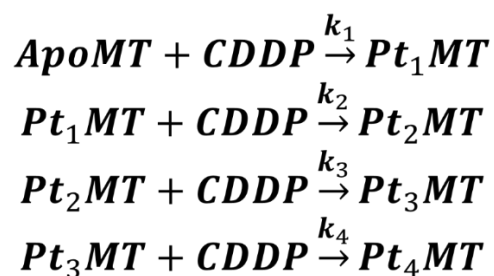 ApoMT + CDDP →k₁ Pt₁MT
Pt₁MT + CDDP →k₂ Pt₂MT
Pt₂MT + CDDP →k₃ Pt₃MT
Pt₃MT + CDDP →k₄ Pt₄MT